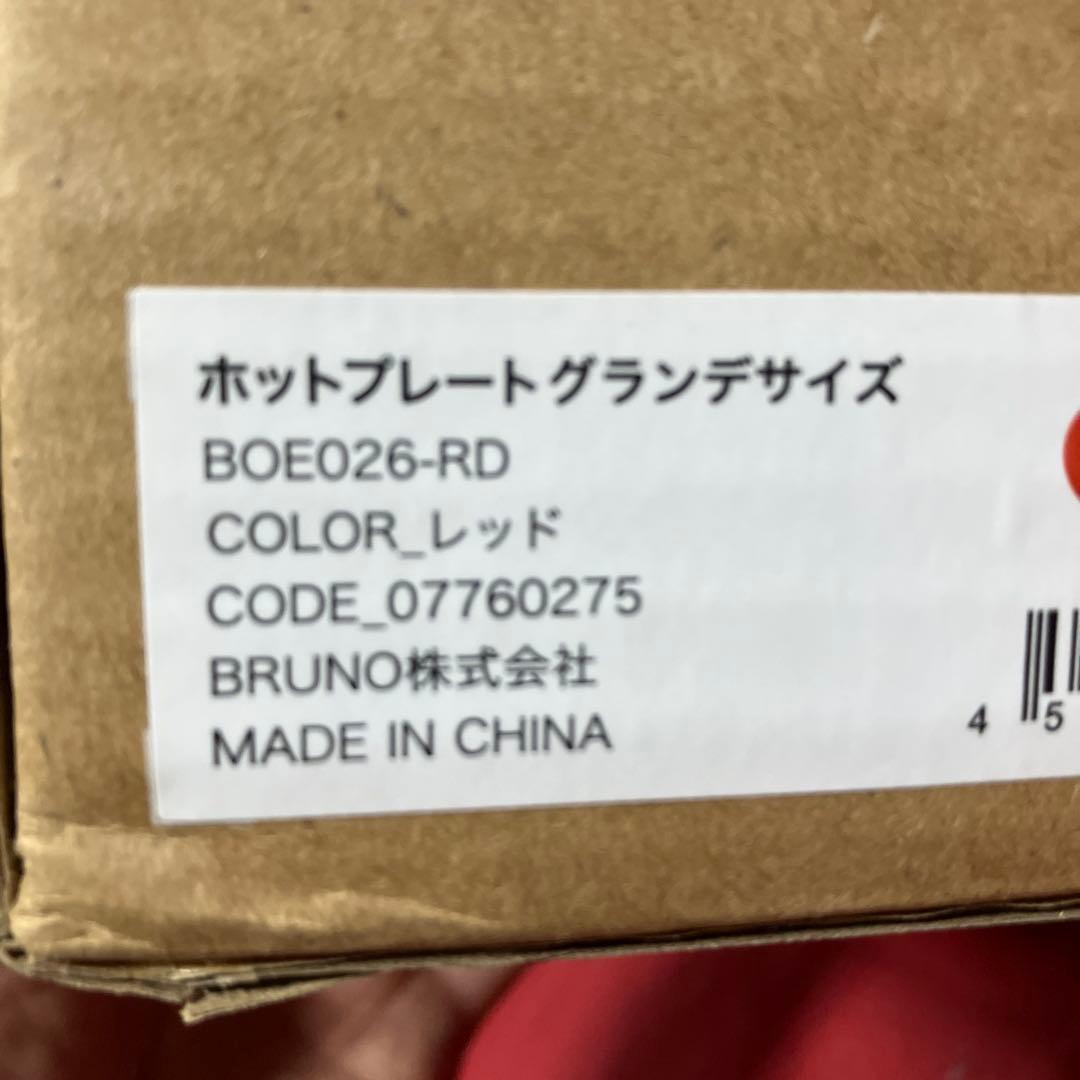 ホットプレートグランデサイズ
BOE026-RD
COLOR_レッド
CODE_07760275
BRUNO株式会社
MADE IN CHINA
4 5